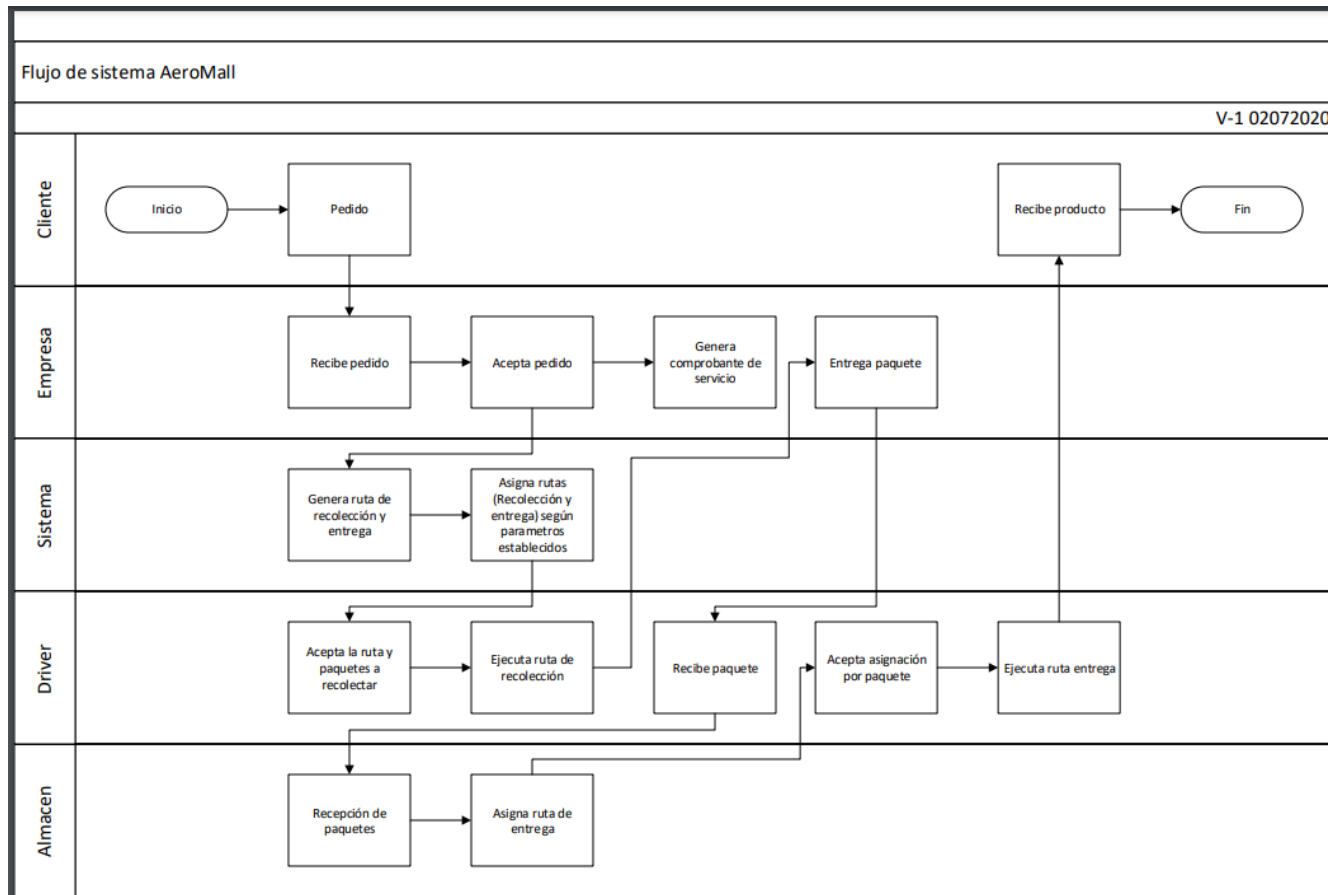 Flujo de sistema AeroMall
V-1 02072020
Cliente
Inicio
Pedido
Recibe producto
Fin
Empresa
Recibe pedido
Acepta pedido
Genera
comprobante de
servicio
Entrega paquete
Sistema
Genera ruta de
recolección y
entrega
Asigna rutas
(Recolección y
entrega) según
parametros
establecidos
Driver
Acepta la ruta y
paquetes a
recolectar
Ejecuta ruta de
recolección
Recibe paquete
Acepta asignación
por paquete
Ejecuta ruta entrega
Almacen
Recepción de
paquetes
Asigna ruta de
entrega